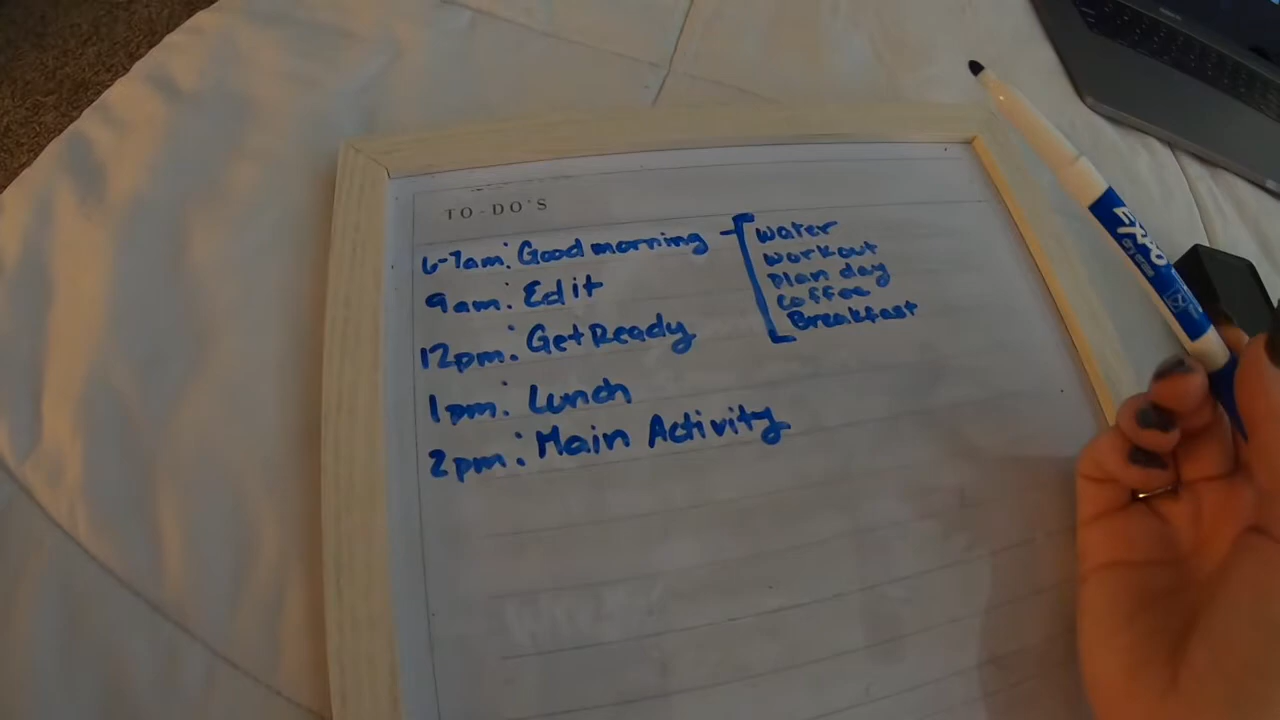 TO-DO'S
6-7am: Good morning
water
workout
plan day
coffee
Breakfast
9am: Edit
12pm: Get Ready
1pm: Lunch
2pm: Main Activity
EXPO